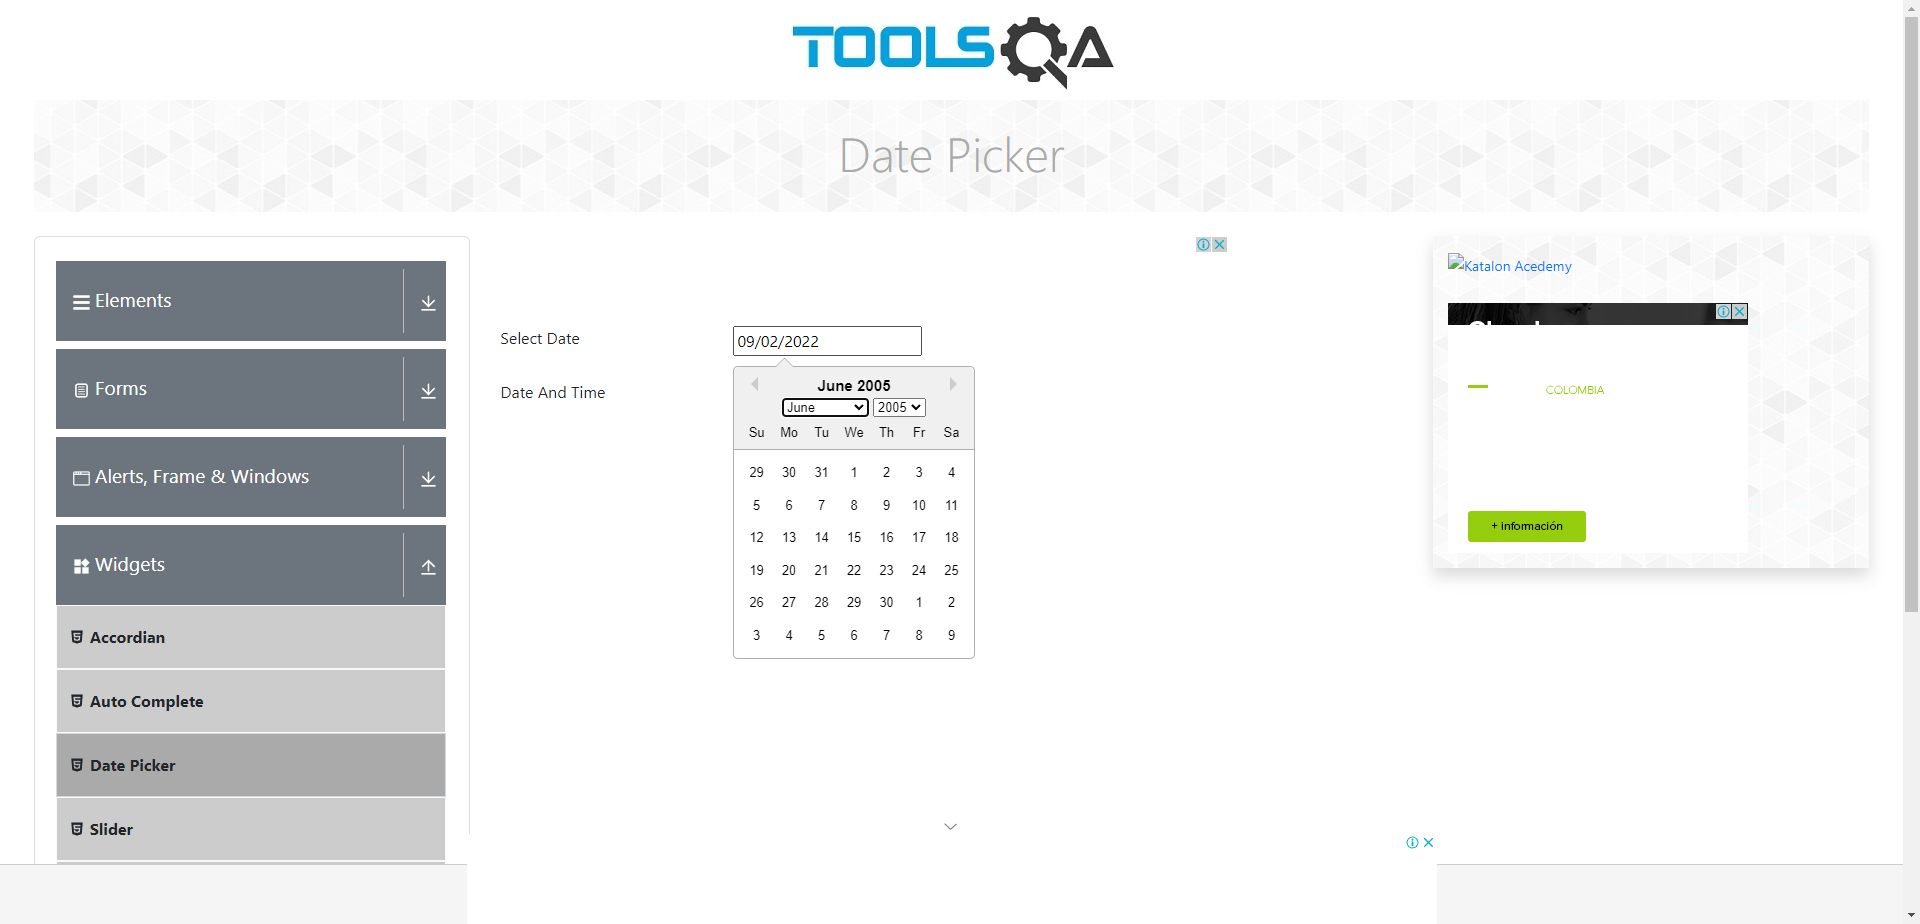 TOOLSQA
Date Picker
Elements
Forms
Alerts, Frame & Windows
Widgets
Accordian
Auto Complete
Date Picker
Slider
Select Date
09/02/2022
Date And Time
June 2005
June 2005
Su Mo Tu We Th Fr Sa
29 30 31 1 2 3 4
5 6 7 8 9 10 11
12 13 14 15 16 17 18
19 20 21 22 23 24 25
26 27 28 29 30 1 2
3 4 5 6 7 8 9
Katalon Acedemy
COLOMBIA
+ información